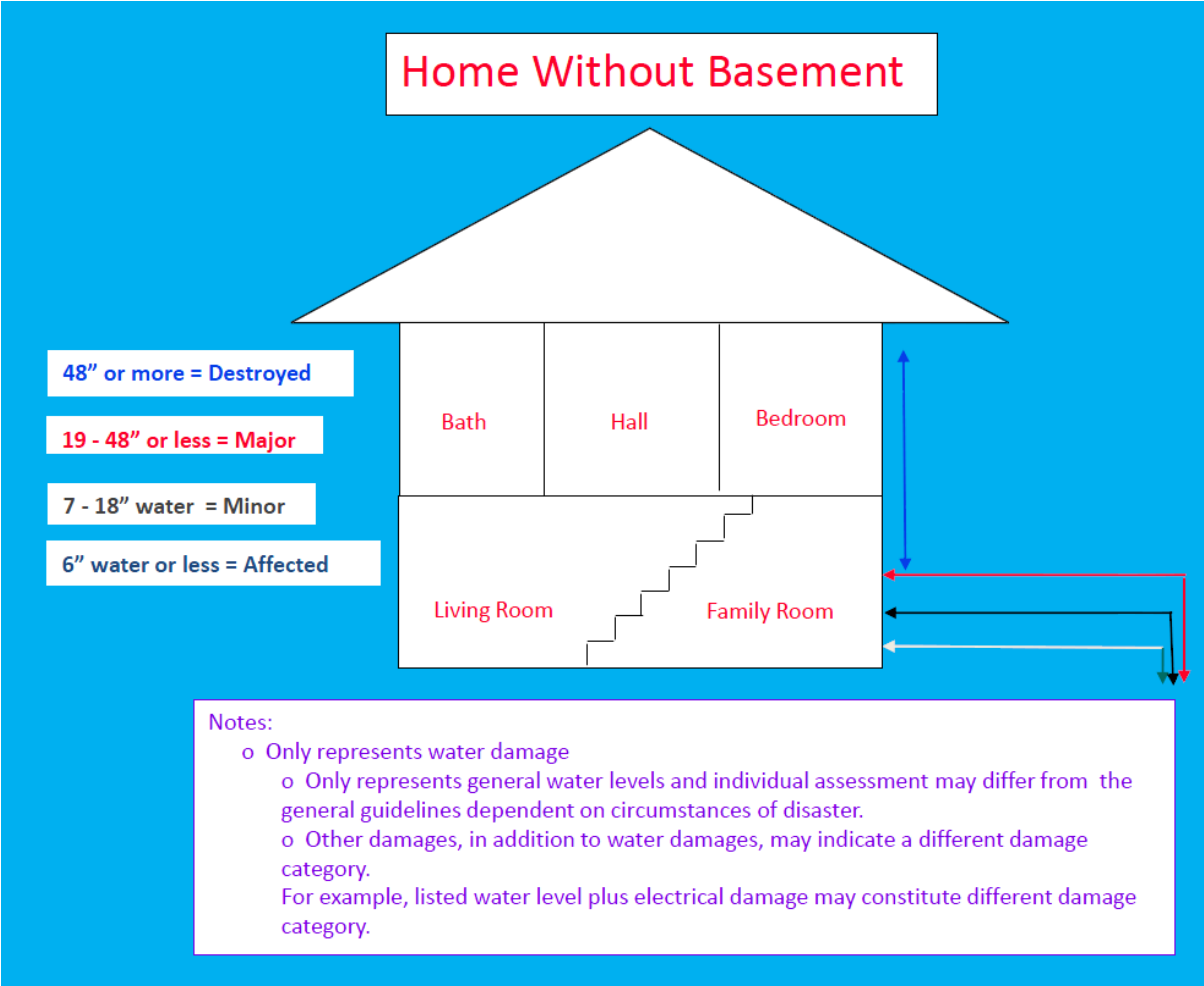 Home Without Basement
48” or more = Destroyed
19 - 48” or less = Major
7 - 18” water  = Minor
6” water or less = Affected
Bath
Hall
Bedroom
Living Room
Family Room
Notes:
o Only represents water damage
o Only represents general water levels and individual assessment may differ from the
general guidelines dependent on circumstances of disaster.
o Other damages, in addition to water damages, may indicate a different damage
category.
For example, listed water level plus electrical damage may constitute different damage
category.